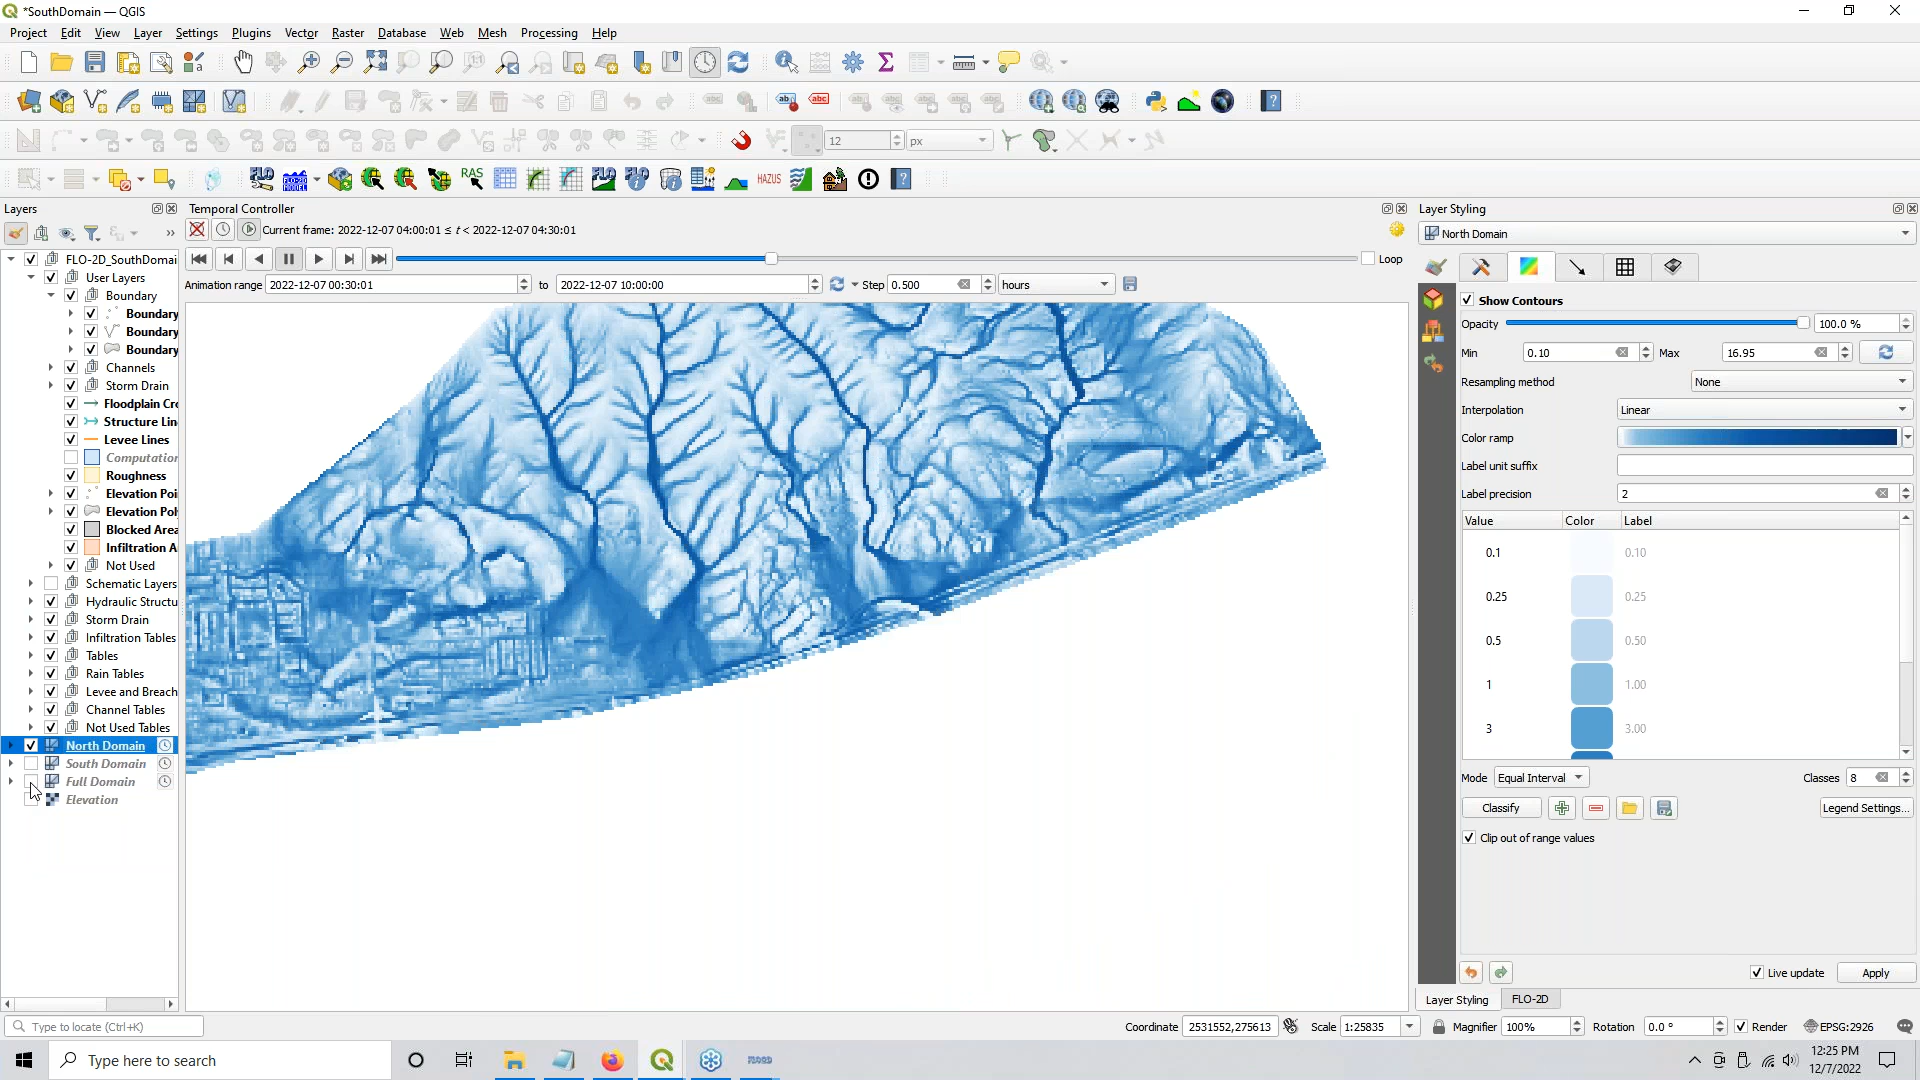 *SouthDomain — QGIS
Project Edit View Layer Settings Plugins Vector Raster Database Web Mesh Processing Help
12 px
RAS HAZUS
Layers
Temporal Controller
Layer Styling
Current frame: 2022-12-07 04:00:01 ≤ t < 2022-12-07 04:30:01
North Domain
Loop
Animation range 2022-12-07 00:30:01 to 2022-12-07 10:00:00 Step 0.500 hours
FLO-2D_SouthDomai
User Layers
Boundary
Boundary
Boundary
Boundary
Channels
Storm Drain
Floodplain Cr
Structure Lin
Levee Lines
Computation
Roughness
Elevation Poi
Elevation Pol
Blocked Area
Infiltration A
Not Used
Schematic Layers
Hydraulic Structu
Storm Drain
Infiltration Tables
Tables
Rain Tables
Levee and Breach
Channel Tables
Not Used Tables
North Domain
South Domain
Full Domain
Elevation
Show Contours
Opacity 100.0 %
Min 0.10 Max 16.95
Resampling method None
Interpolation Linear
Color ramp
Label unit suffix
Label precision 2
Value Color Label
0.1 0.10
0.25 0.25
0.5 0.50
1 1.00
3 3.00
Mode Equal Interval Classes 8
Classify Legend Settings...
Clip out of range values
Live update Apply
Layer Styling FLO-2D
Type to locate (Ctrl+K)
Coordinate 2531552,275613 Scale 1:25835 Magnifier 100% Rotation 0.0 ° Render EPSG:2926
Type here to search
12:25 PM
12/7/2022